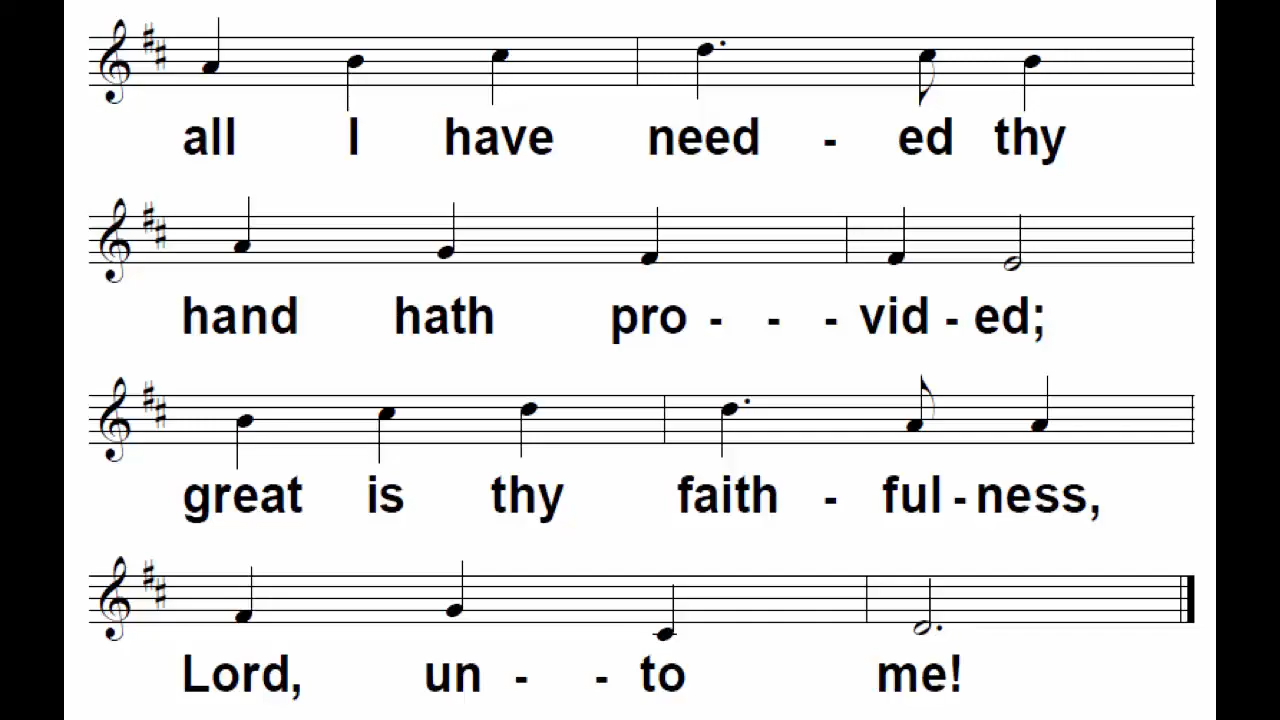 all I have need - ed thy
hand hath pro - - - vid - ed;
great is thy faith - ful - ness,
Lord, un - - to me!